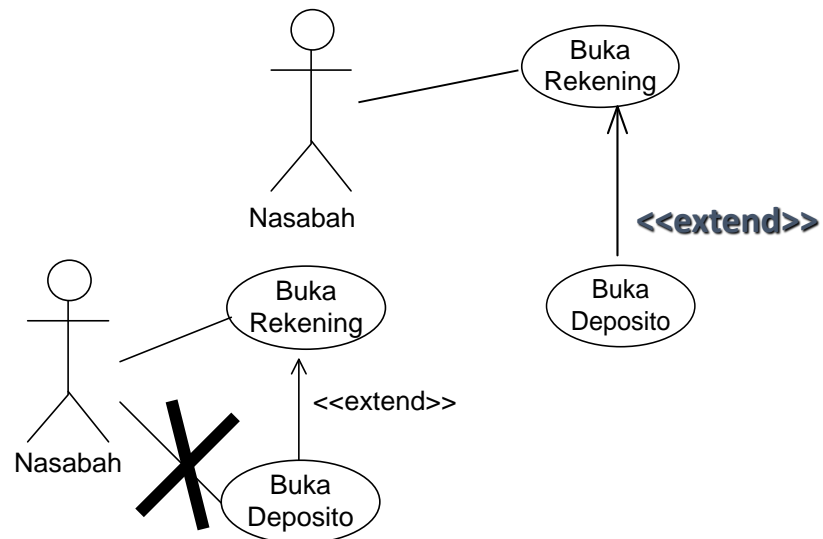 Buka
Rekening
Nasabah
<<extend>>
Buka
Deposito
Buka
Rekening
<<extend>>
Nasabah
Buka
Deposito